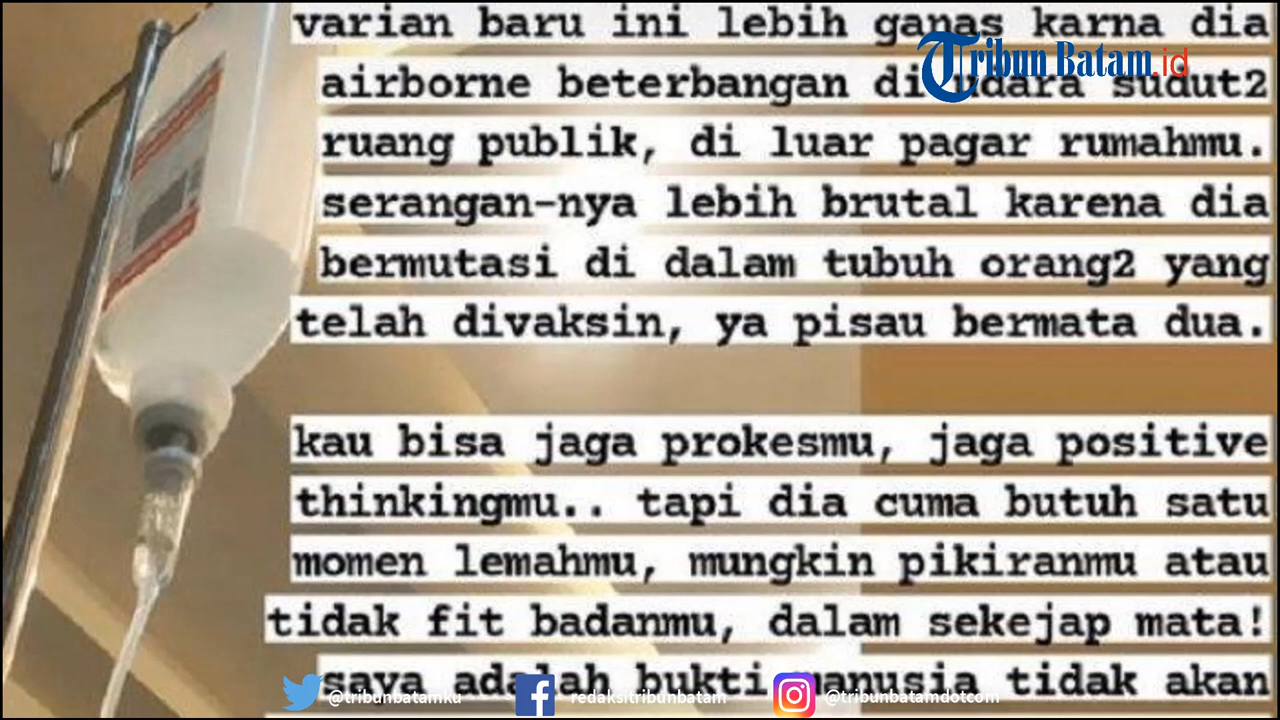 varian baru ini lebih ganas karna dia
Tribun Batam.id
airborne beterbangan di udara sudut2
ruang publik, di luar pagar rumahmu.
serangan-nya lebih brutal karena dia
bermutasi di dalam tubuh orang2 yang
telah divaksin, ya pisau bermata dua.
kau bisa jaga prokesmu, jaga positive
thinkingmu.. tapi dia cuma butuh satu
momen lemahmu, mungkin pikiranmu atau
tidak fit badanmu, dalam sekejap mata!
saya adalah bukti manusia tidak akan
@tribunbatamku redaksitribunbatam @tribunbatamdotcom